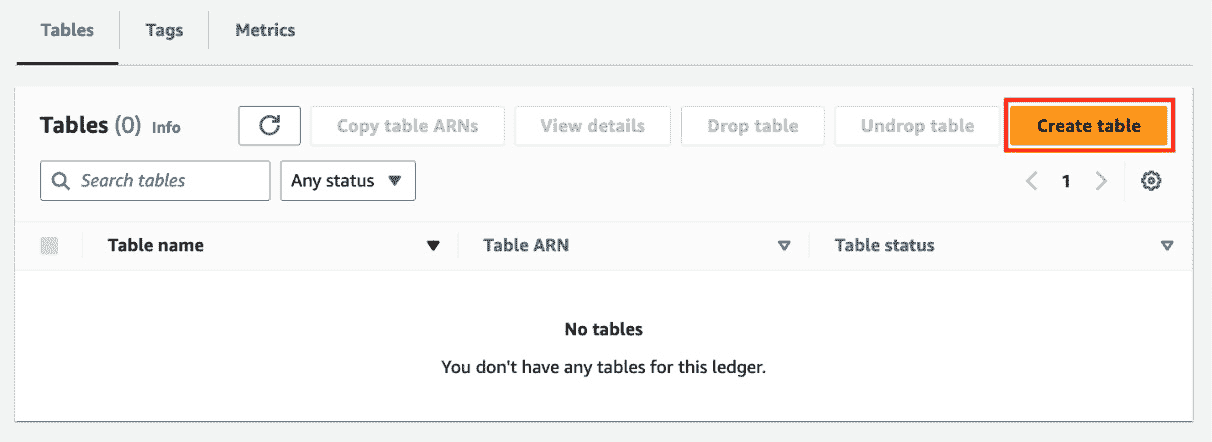 Tables Tags Metrics
Tables (0) Info Copy table ARNs View details Drop table Undrop table Create table
Search tables Any status 1
Table name Table ARN Table status
No tables
You don't have any tables for this ledger.